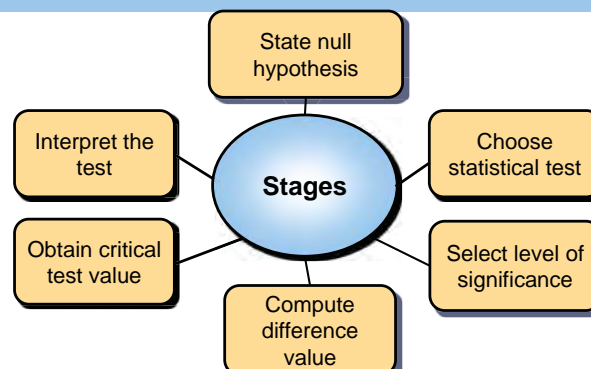 State null
hypothesis
Choose
statistical test
Select level of
significance
Compute
difference
value
Obtain critical
test value
Interpret the
test
Stages